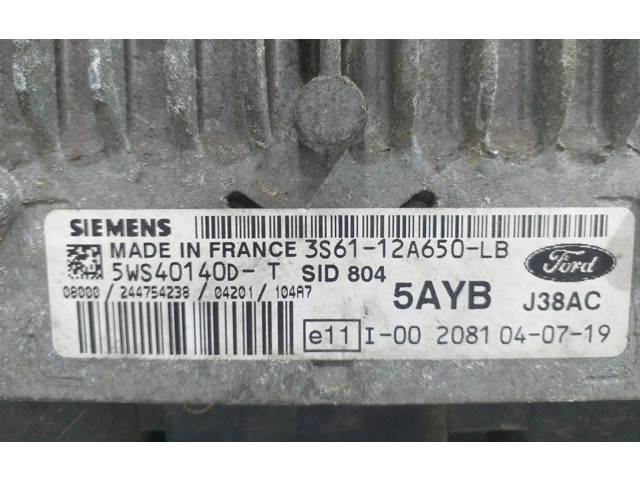 SIEMENS
MADE IN FRANCE 3S61-12A650-LB
5WS40140D-T SID 804
08000/244754238/04201/104A7
Ford
5AYB J38AC
e11 I-00 2081 04-07-19